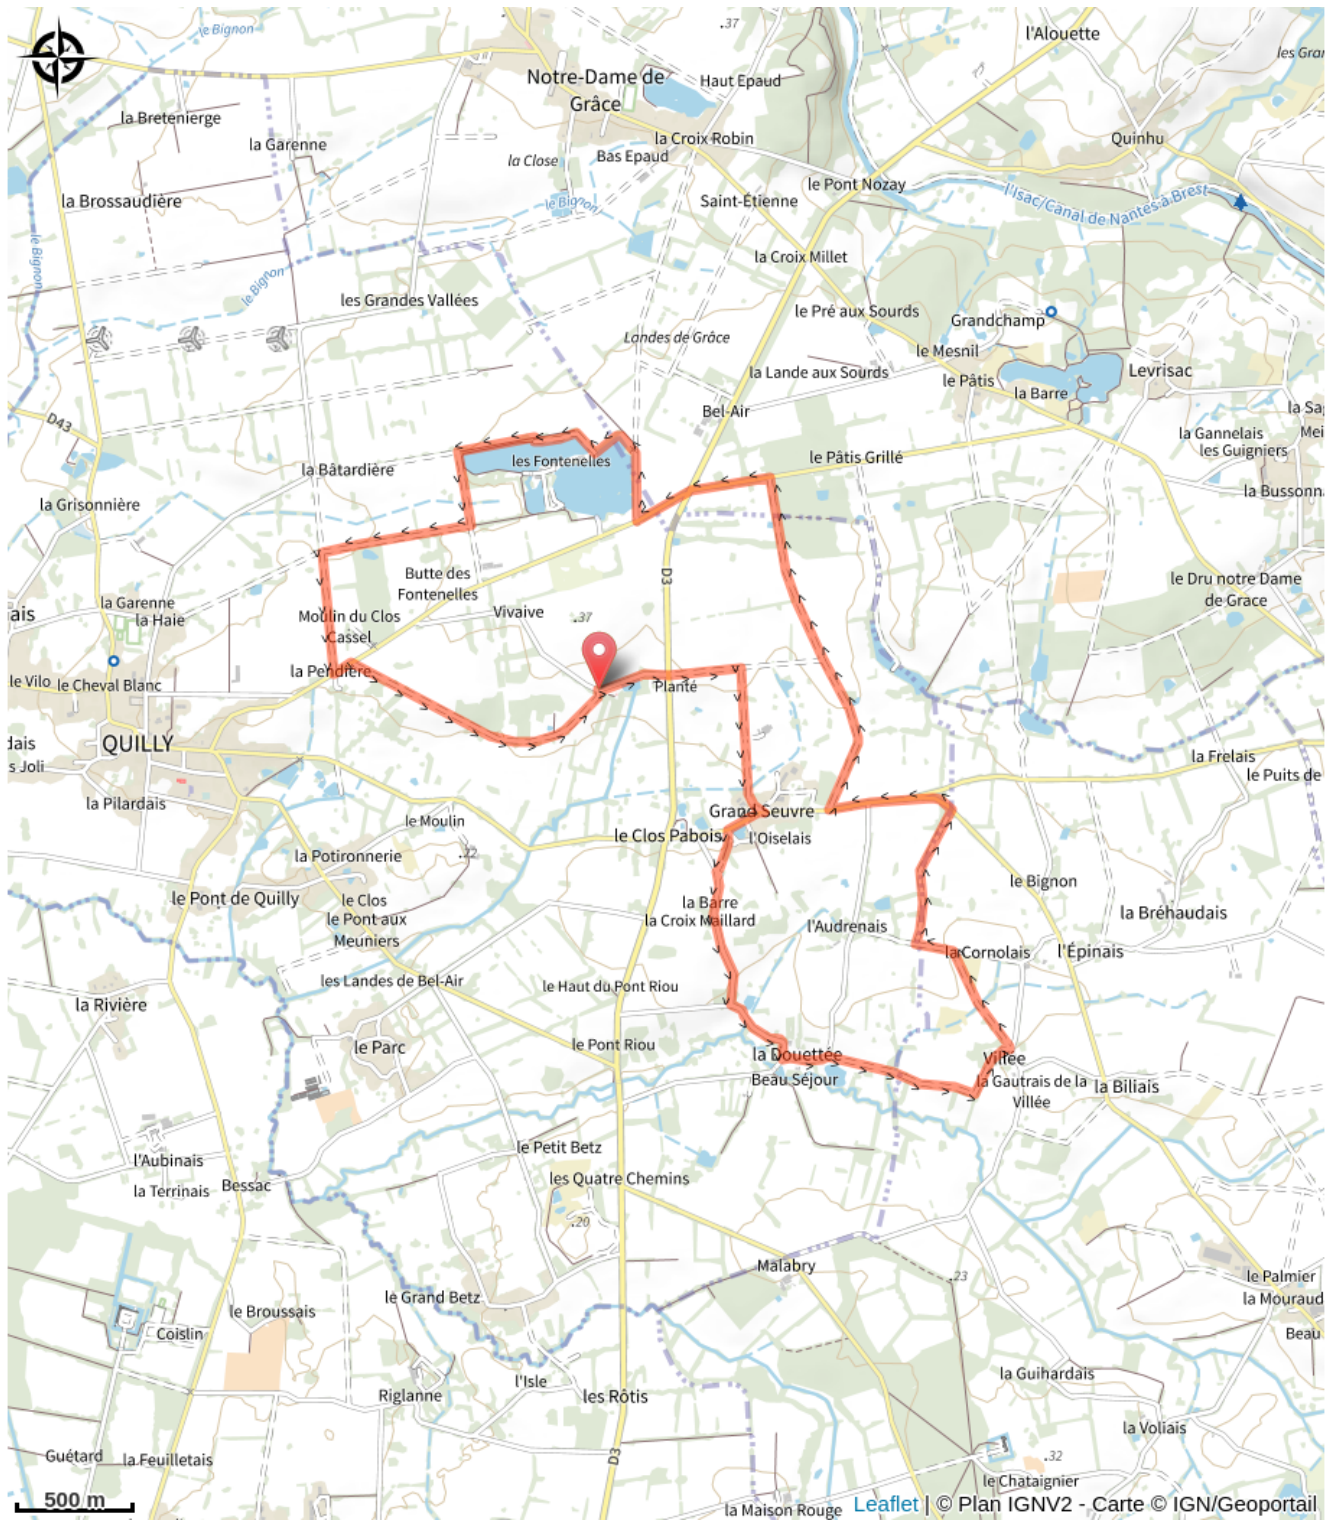 le Bignon
.37
l'Alouette
les Gran
Notre-Dame de
Grâce
Haut Epaud
la Bretenierge
la Garenne
la Croix Robin
Quinhu
la Close
Bas Epaud
le Pont Nozay
la Brossaudière
Saint-Étienne
l'Isac/Canal de Nantes à Brest
le Bignon
le Bignon
la Croix Millet
le Bignon
les Grandes Vallées
le Pré aux Sourds
Grandchamp
Landes de Grâce
le Mesnil
la Lande aux Sourds
le Pâtis
la Barre
Levrisac
Bel-Air
la Sag
D43
la Gannelais
Mei
les Guigniers
les Fontenelles
le Pâtis Grillé
la Bâtardière
la Grisonnière
la Bussonn
Butte des
Fontenelles
D3
le Dru notre Dame
de Grace
la Garenne
la Haie
ais
Moulin du Clos
Cassel
Vivaive
.37
la Pendière
le Vilo
le Cheval Blanc
Planté
QUILLY
dais
s Joli
la Frelais
le Puits de
la Pilardais
le Moulin
Grand Seuvre
le Clos Pabois
l'Oiselais
la Potironnerie
.22
le Pont de Quilly
le Clos
le Pont aux
Meuniers
la Barre
la Croix Maillard
l'Audrenais
le Bignon
la Bréhaudais
la Cornolais
l'Épinais
les Landes de Bel-Air
le Haut du Pont Riou
la Rivière
le Parc
le Pont Riou
la Douettée
Villée
Beau Séjour
la Gautrais de la
Villée
la Biliais
l'Aubinais
le Petit Betz
la Terrinais
Bessac
les Quatre Chemins
.20
Malabry
.23
le Palmier
la Mouraud
le Grand Betz
le Broussais
Beau
Coislin
l'Isle
la Guihardais
Riglanne
les Rôtis
la Voliais
Guétard
la Feuilletais
D3
.32
le Chataignier
500 m
la Maison Rouge
Leaflet | © Plan IGNV2 - Carte © IGN/Geoportail